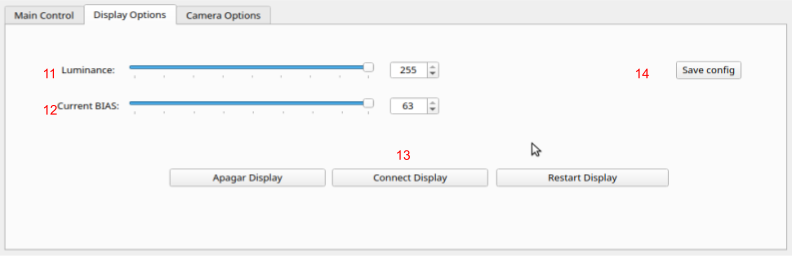 Main Control Display Options Camera Options
11 Luminance: 255 14 Save config
12 Current BIAS: 63
13
Apagar Display Connect Display Restart Display